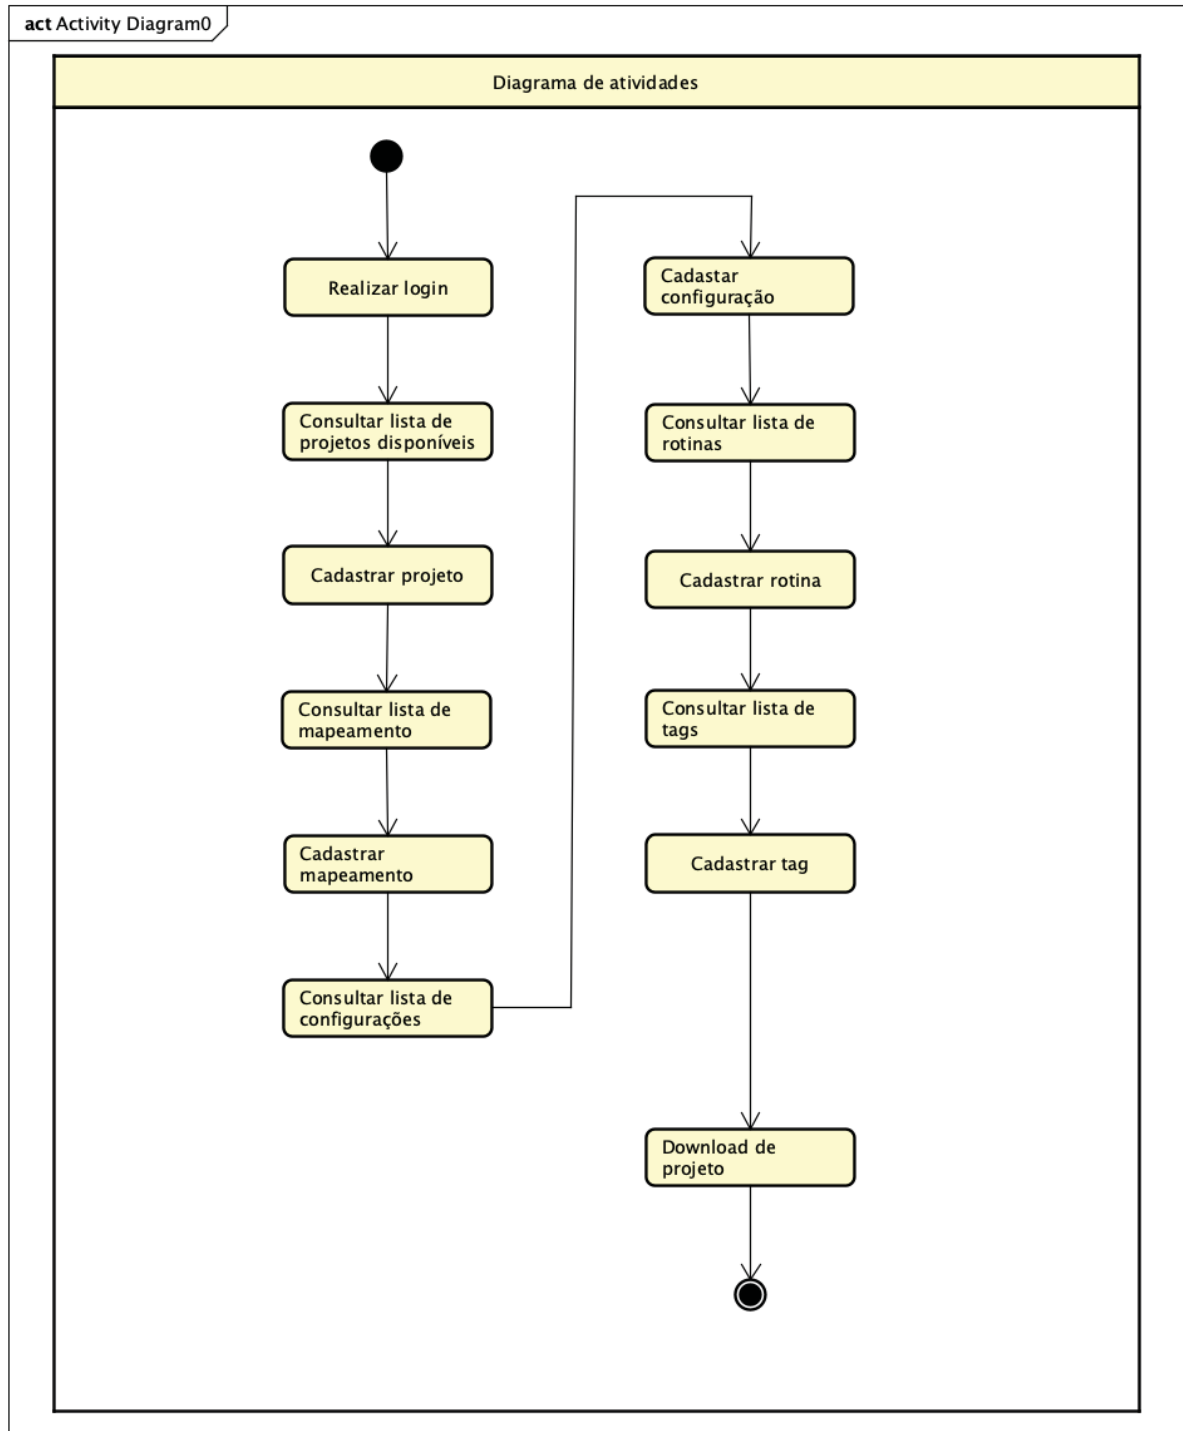 act Activity Diagram0
Diagrama de atividades
Realizar login
Consultar lista de
projetos disponíveis
Cadastrar projeto
Consultar lista de
mapeamento
Cadastrar
mapeamento
Consultar lista de
configurações
Cadastar
configuração
Consultar lista de
rotinas
Cadastrar rotina
Consultar lista de
tags
Cadastrar tag
Download de
projeto